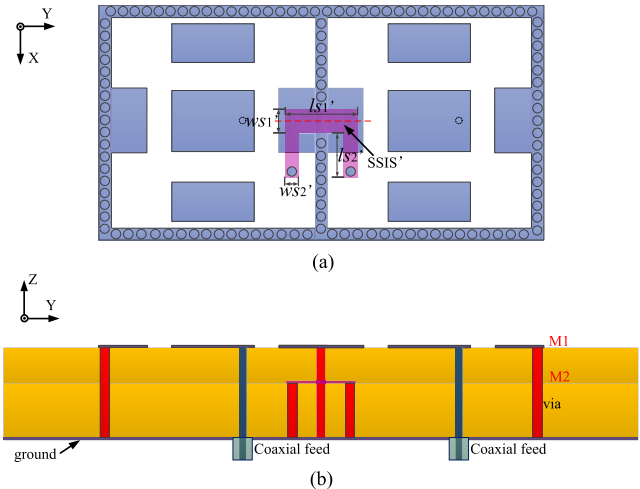 Y
X
ls1'
ws1'
ls2'
SSIS'
ws2'
(a)
Z
Y
M1
M2
via
ground
Coaxial feed
Coaxial feed
(b)